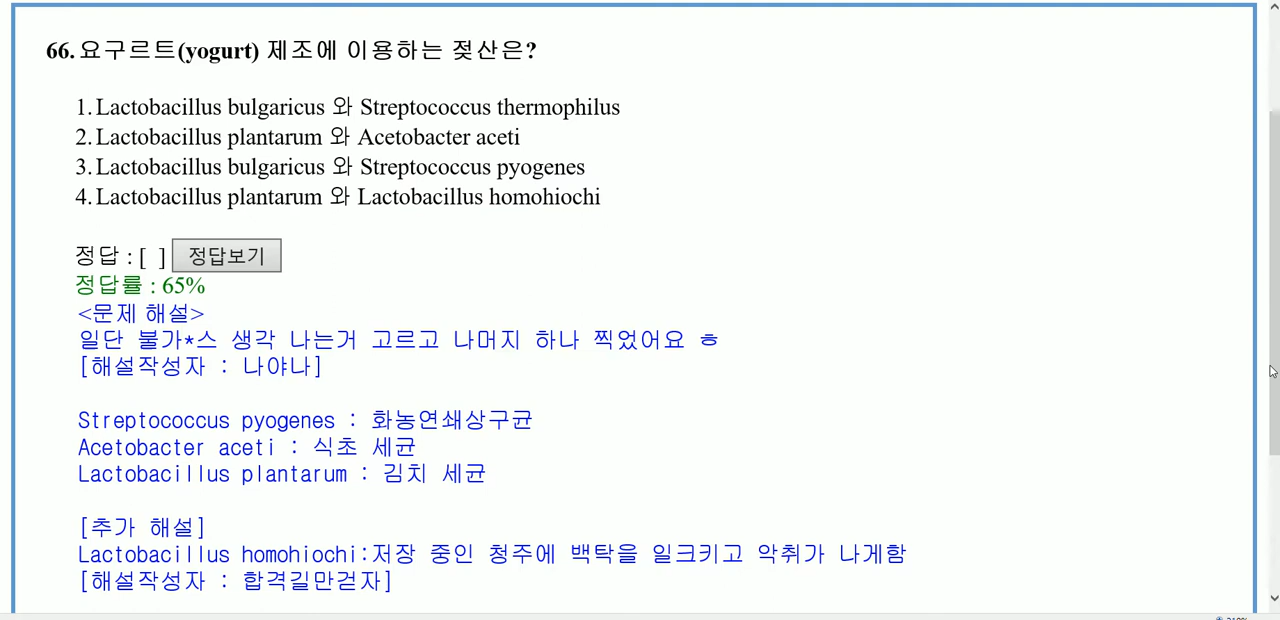 66. 요구르트(yogurt) 제조에 이용하는 젖산은?
1. Lactobacillus bulgaricus 와 Streptococcus thermophilus
2. Lactobacillus plantarum 와 Acetobacter aceti
3. Lactobacillus bulgaricus 와 Streptococcus pyogenes
4. Lactobacillus plantarum 와 Lactobacillus homohiochi
정답 : [ ] 정답보기
정답률 : 65%
<문제 해설>
일단 불가*스 생각 나는거 고르고 나머지 하나 찍었어요 ㅎ
[해설작성자 : 나야나]
Streptococcus pyogenes : 화농연쇄상구균
Acetobacter aceti : 식초 세균
Lactobacillus plantarum : 김치 세균
[추가 해설]
Lactobacillus homohiochi:저장 중인 청주에 백탁을 일크키고 악취가 나게함
[해설작성자 : 합격길만걷자]